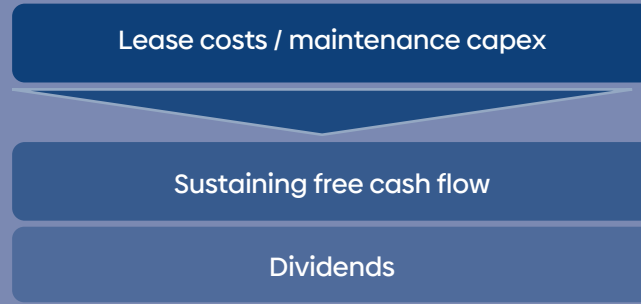 Lease costs / maintenance capex
Sustaining free cash flow
Dividends